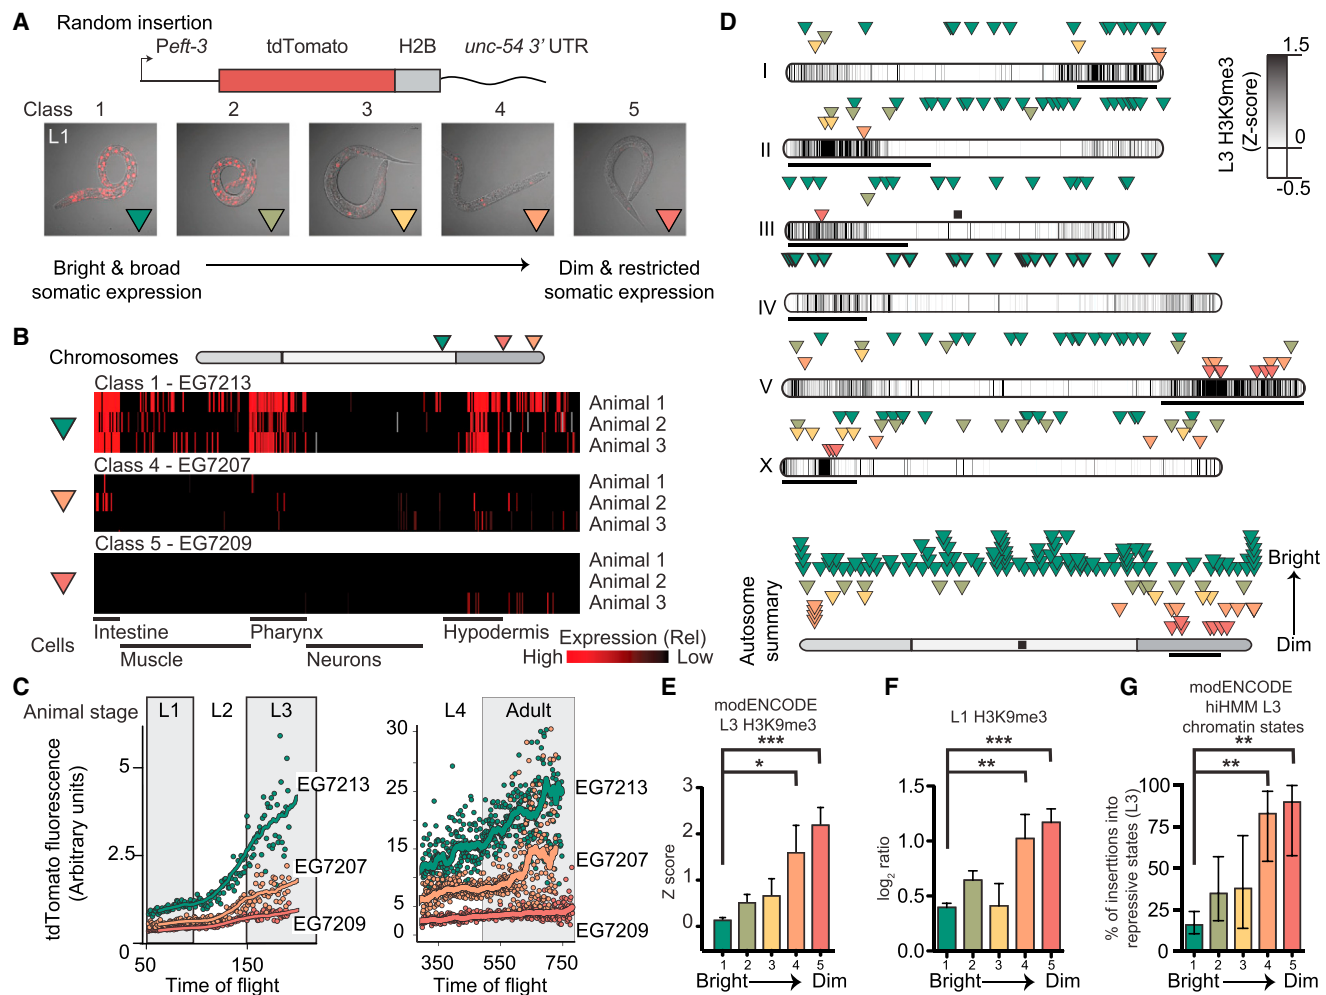 A
Random insertion
Peft-3
tdTomato
H2B
unc-54 3' UTR
Class
1
2
3
4
5
L1
Bright & broad
somatic expression
Dim & restricted
somatic expression
B
Chromosomes
Class 1 - EG7213
Animal 1
Animal 2
Animal 3
Class 4 - EG7207
Animal 1
Animal 2
Animal 3
Class 5 - EG7209
Animal 1
Animal 2
Animal 3
Cells
Intestine
Muscle
Pharynx
Neurons
Hypodermis
Expression (Rel)
High
Low
C
Animal stage
L1
L2
L3
L4
Adult
tdTomato fluorescence
(Arbitrary units)
5
2.5
0
50
150
Time of flight
EG7213
EG7207
EG7209
30
25
15
5
0
350
550
750
Time of flight
EG7213
EG7207
EG7209
D
I
II
III
IV
V
X
L3 H3K9me3
(Z-score)
1.5
0
-0.5
Autosome
summary
Bright
Dim
E
modENCODE
L3 H3K9me3
***
*
Z score
3
2
1
0
1 2 3 4 5
Bright
Dim
F
L1 H3K9me3
***
**
log2 ratio
1.5
1.0
0.5
0.0
1 2 3 4 5
Bright
Dim
G
modENCODE
hiHMM L3
chromatin states
**
**
% of insertions into
repressive states (L3)
100
75
50
25
0
1 2 3 4 5
Bright
Dim